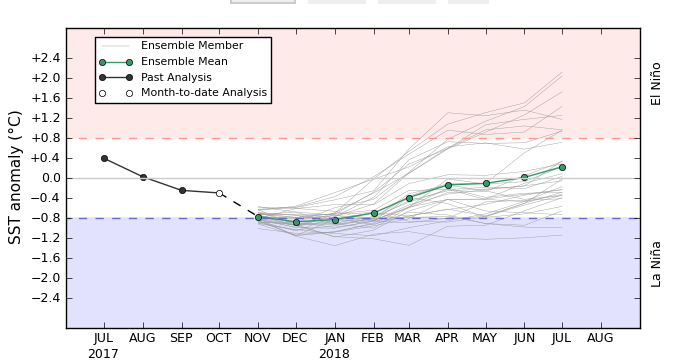 Ensemble Member
Ensemble Mean
Past Analysis
Month-to-date Analysis
SST anomaly (°C)
+2.4
+2.0
+1.6
+1.2
+0.8
+0.4
0.0
−0.4
−0.8
−1.2
−1.6
−2.0
−2.4
El Niño
La Niña
JUL AUG SEP OCT NOV DEC JAN FEB MAR APR MAY JUN JUL AUG
2017 2018